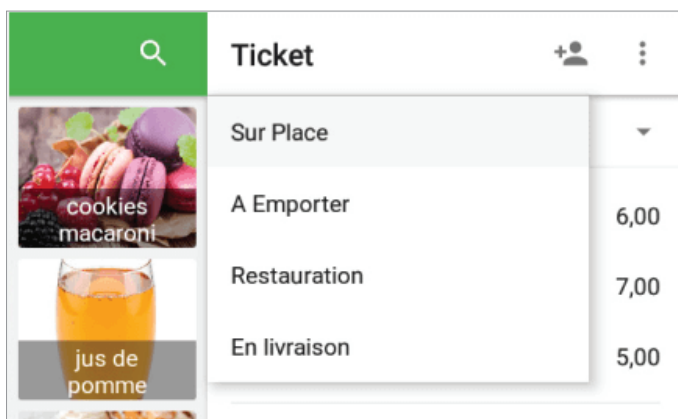 Ticket
cookies
macaroni
jus de
pomme
Sur Place
A Emporter
Restauration
En livraison
6,00
7,00
5,00